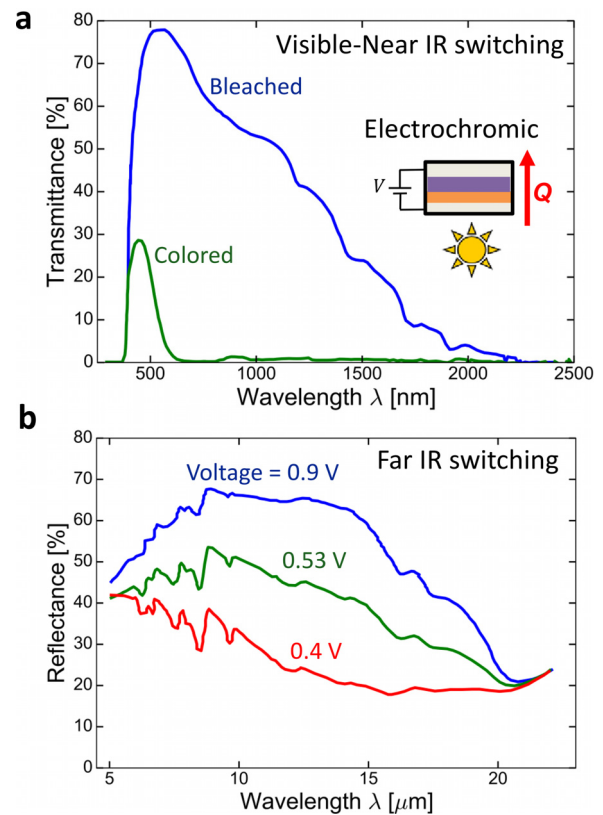 a
Visible-Near IR switching
Bleached
Colored
Electrochromic
V
Q
80
70
60
50
40
30
20
10
0
Transmittance [%]
500
1000
1500
2000
2500
Wavelength λ [nm]
b
Far IR switching
Voltage = 0.9 V
0.53 V
0.4 V
80
70
60
50
40
30
20
10
0
Reflectance [%]
5
10
15
20
Wavelength λ [μm]